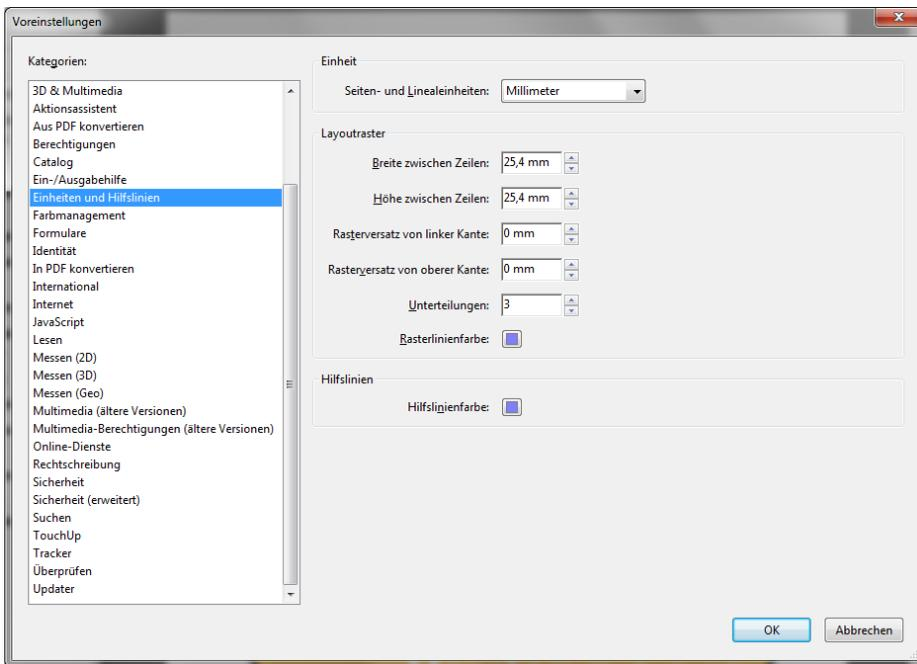 Voreinstellungen
Kategorien:
3D & Multimedia
Aktionsassistent
Aus PDF konvertieren
Berechtigungen
Catalog
Ein-/Ausgabehilfe
Einheiten und Hilfslinien
Farbmanagement
Formulare
Identität
In PDF konvertieren
International
Internet
JavaScript
Lesen
Messen (2D)
Messen (3D)
Messen (Geo)
Multimedia (ältere Versionen)
Multimedia-Berechtigungen (ältere Versionen)
Online-Dienste
Rechtschreibung
Sicherheit
Sicherheit (erweitert)
Suchen
TouchUp
Tracker
Überprüfen
Updater
Einheit
Seiten- und Linealeinheiten: Millimeter
Layoutraster
Breite zwischen Zeilen: 25,4 mm
Höhe zwischen Zeilen: 25,4 mm
Rasterversatz von linker Kante: 0 mm
Rasterversatz von oberer Kante: 0 mm
Unterteilungen: 3
Rasterlinienfarbe:
Hilfslinien
Hilfslinienfarbe:
OK Abbrechen